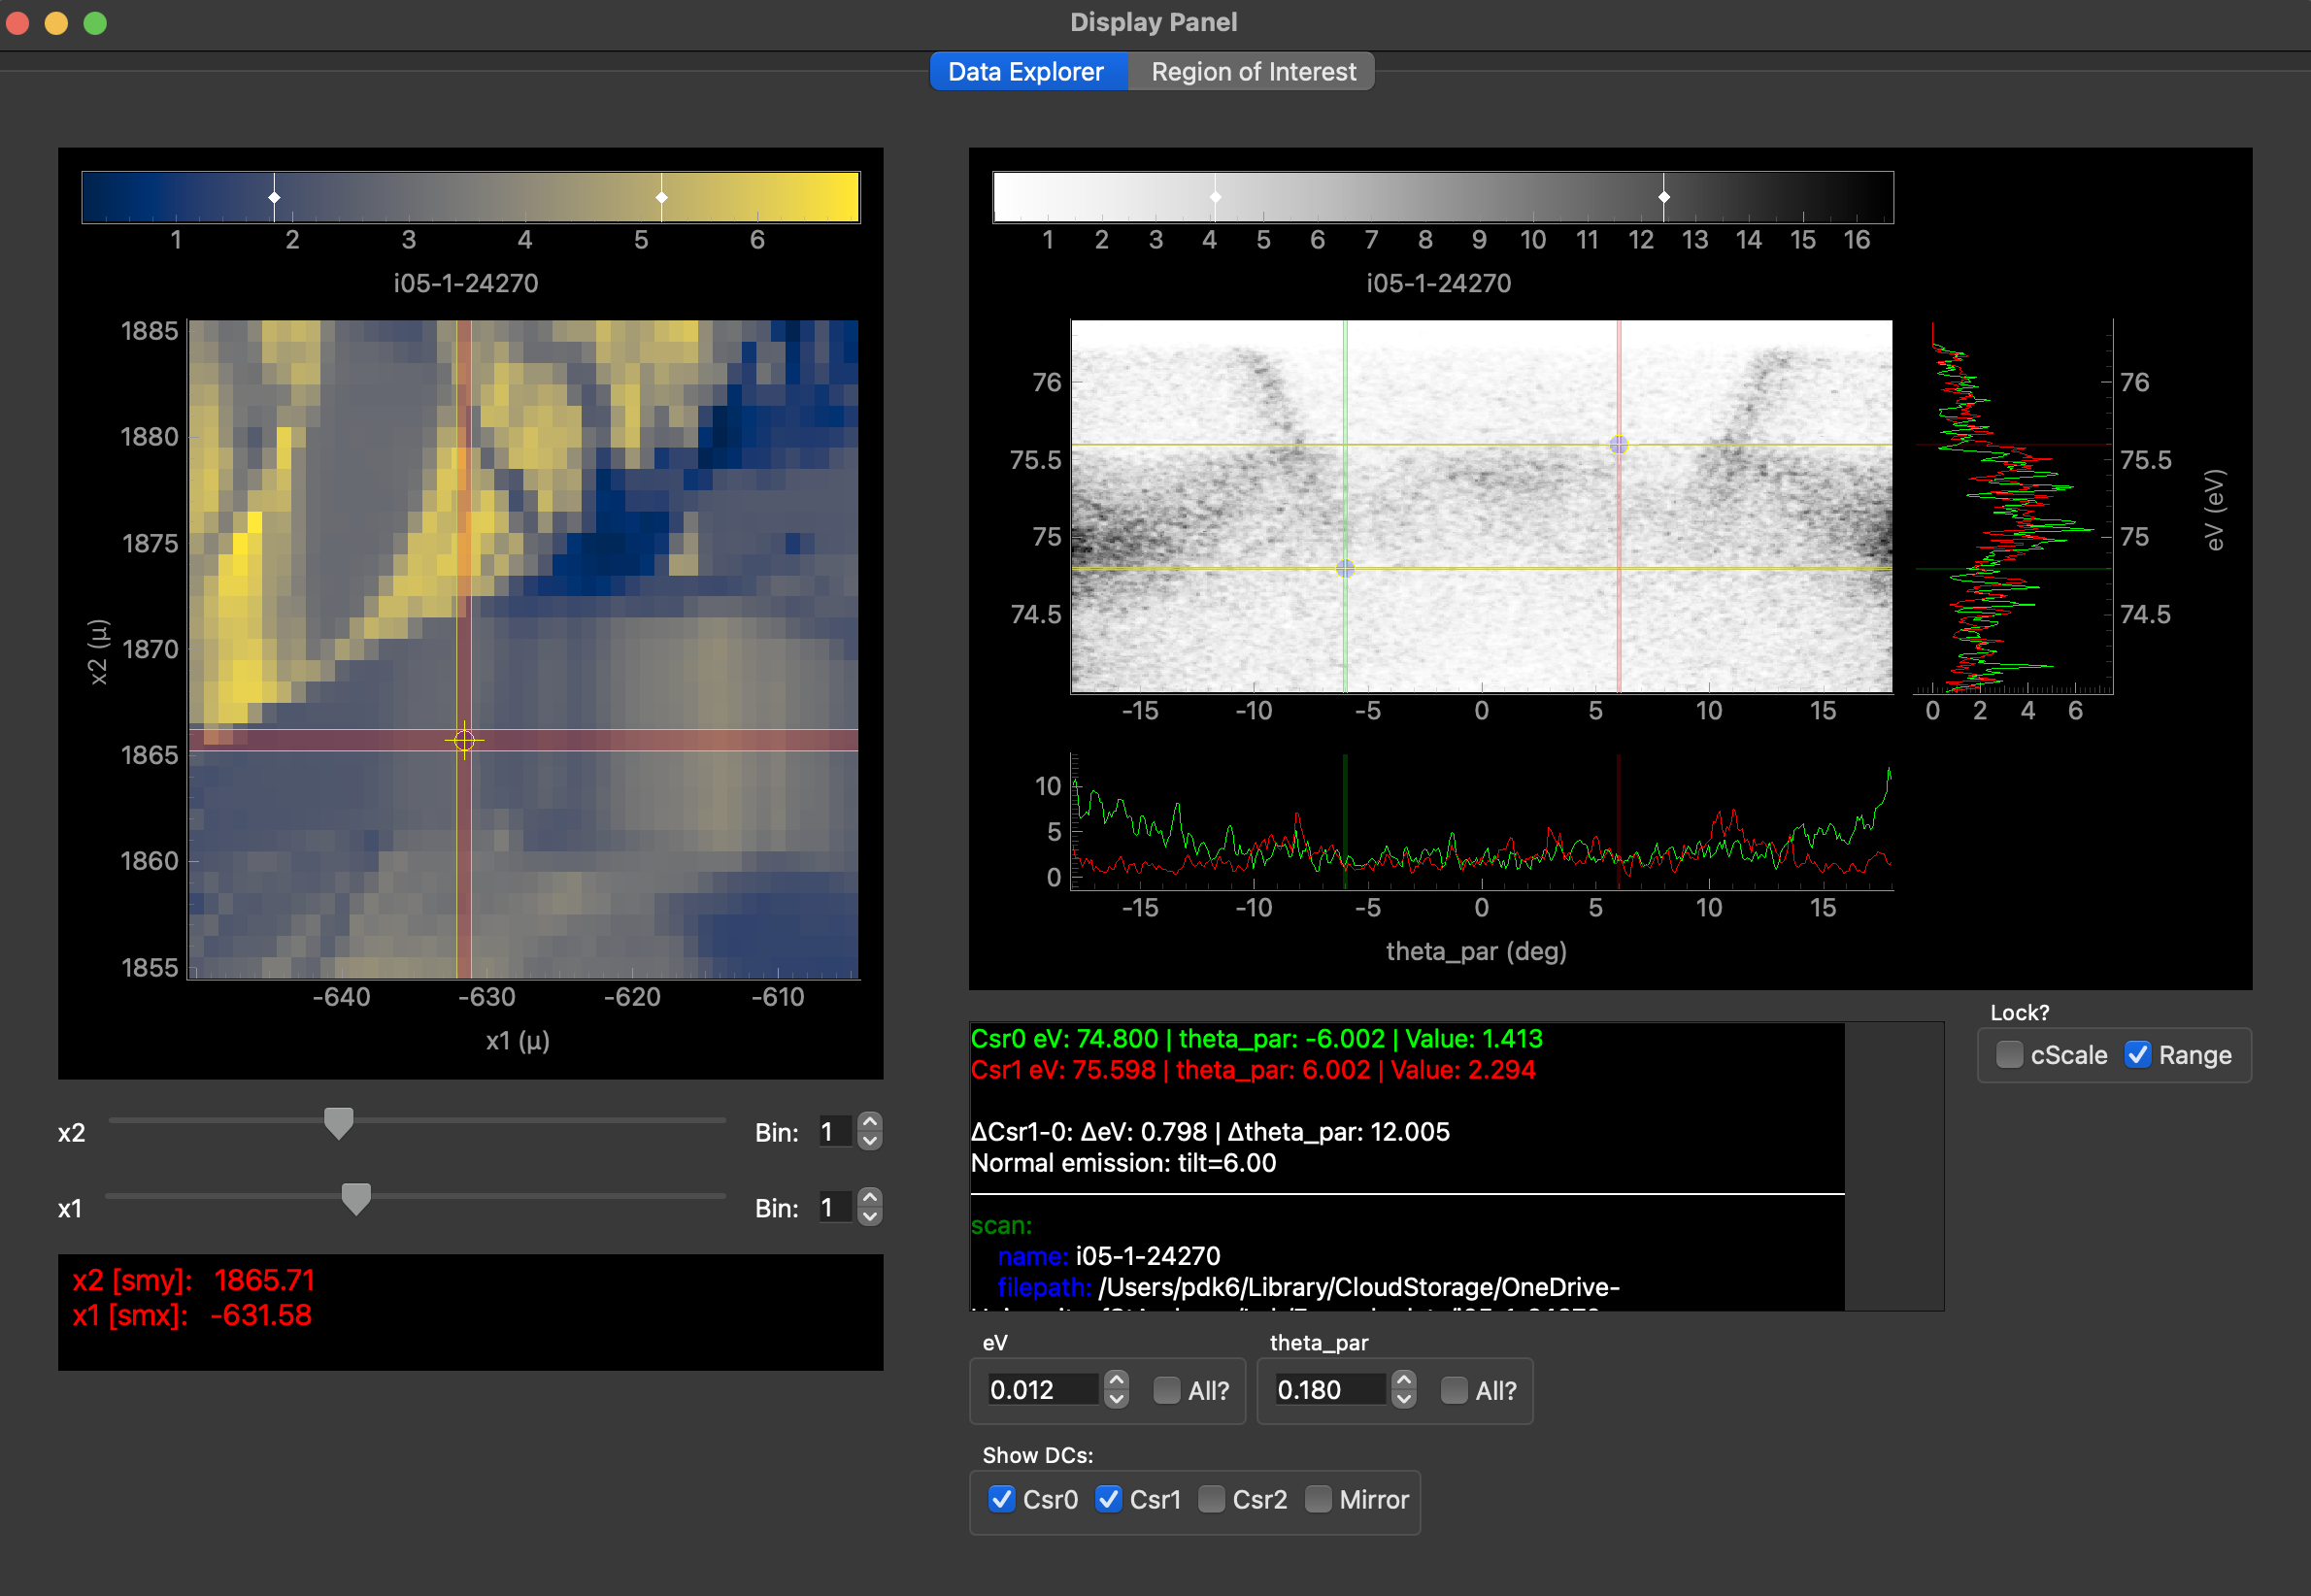 Display Panel
Data Explorer Region of Interest
1 2 3 4 5 6
i05-1-24270
1885
1880
1875
1870
1865
1860
1855
x2 (μ)
-640 -630 -620 -610
x1 (μ)
1 2 3 4 5 6 7 8 9 10 11 12 13 14 15 16
i05-1-24270
76
75.5
75
74.5
-15 -10 -5 0 5 10 15
76
75.5
75
74.5
eV (eV)
0 2 4 6
10
5
0
-15 -10 -5 0 5 10 15
theta_par (deg)
x2 Bin: 1
x1 Bin: 1
x2 [smy]: 1865.71
x1 [smx]: -631.58
Csr0 eV: 74.800 | theta_par: -6.002 | Value: 1.413
Csr1 eV: 75.598 | theta_par: 6.002 | Value: 2.294
ΔCsr1-0: ΔeV: 0.798 | Δtheta_par: 12.005
Normal emission: tilt=6.00
scan:
name: i05-1-24270
filepath: /Users/pdk6/Library/CloudStorage/OneDrive-
Lock?
cScale Range
eV theta_par
0.012 All? 0.180 All?
Show DCs:
Csr0 Csr1 Csr2 Mirror